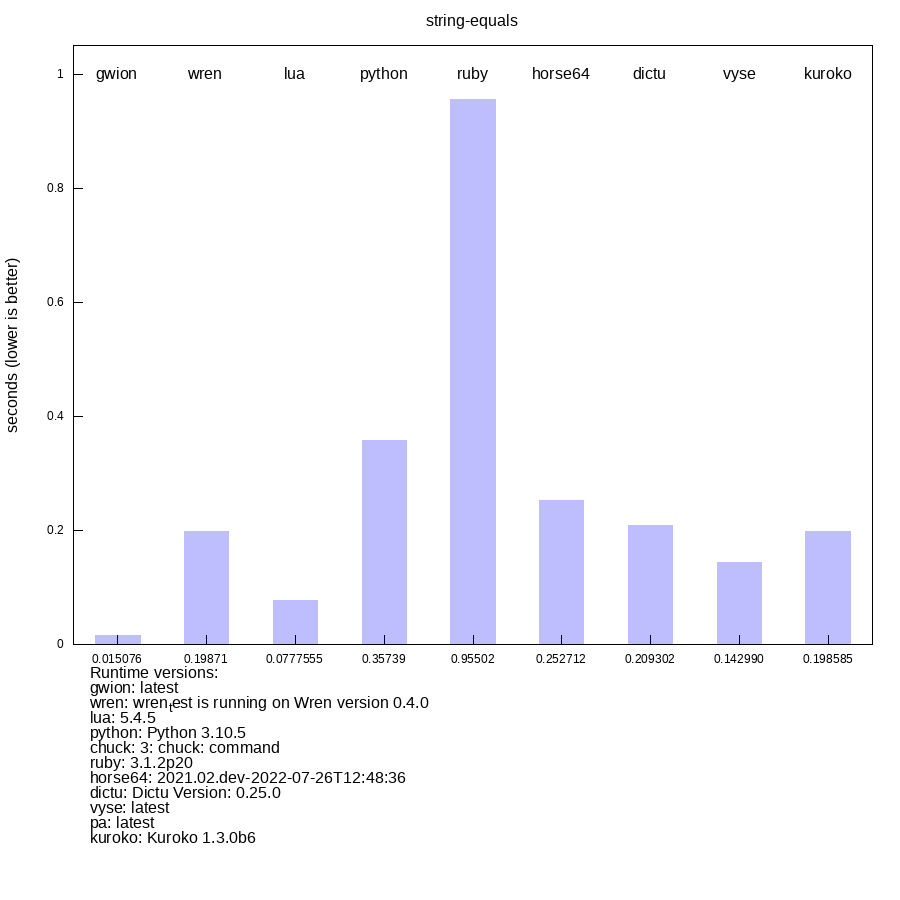 string-equals
seconds (lower is better)
1
0.8
0.6
0.4
0.2
0
gwion wren lua python ruby horse64 dictu vyse kuroko
0.015076 0.19871 0.0777555 0.35739 0.95502 0.252712 0.209302 0.142990 0.198585
Runtime versions:
gwion: latest
wren: wrentest is running on Wren version 0.4.0
lua: 5.4.5
python: Python 3.10.5
chuck: 3: chuck: command
ruby: 3.1.2p20
horse64: 2021.02.dev-2022-07-26T12:48:36
dictu: Dictu Version: 0.25.0
vyse: latest
pa: latest
kuroko: Kuroko 1.3.0b6